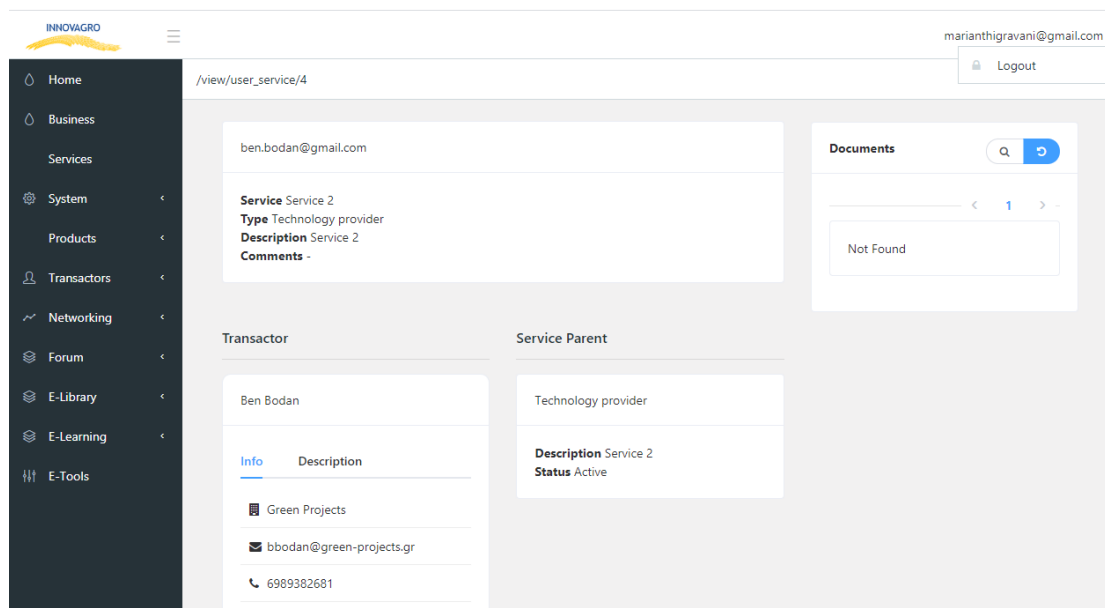 INNOVAGRO
marianthigravani@gmail.com
Logout
Home
Business
Services
System
Products
Transactors
Networking
Forum
E-Library
E-Learning
E-Tools
/view/user_service/4
ben.bodan@gmail.com
Service Service 2
Type Technology provider
Description Service 2
Comments -
Documents
1
Not Found
Transactor
Ben Bodan
Info Description
Green Projects
bbodan@green-projects.gr
6989382681
Service Parent
Technology provider
Description Service 2
Status Active